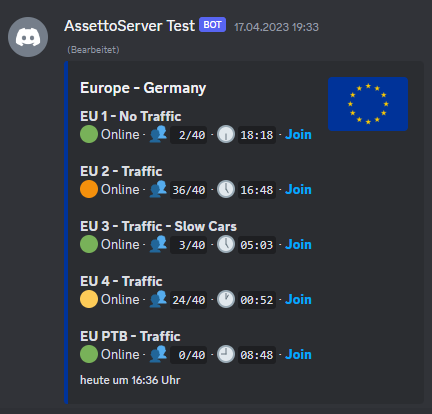 AssettoServer Test BOT 17.04.2023 19:33
(Bearbeitet)
Europe - Germany
EU 1 - No Traffic
Online · 2/40 · 18:18 · Join
EU 2 - Traffic
Online · 36/40 · 16:48 · Join
EU 3 - Traffic - Slow Cars
Online · 3/40 · 05:03 · Join
EU 4 - Traffic
Online · 24/40 · 00:52 · Join
EU PTB - Traffic
Online · 0/40 · 08:48 · Join
heute um 16:36 Uhr